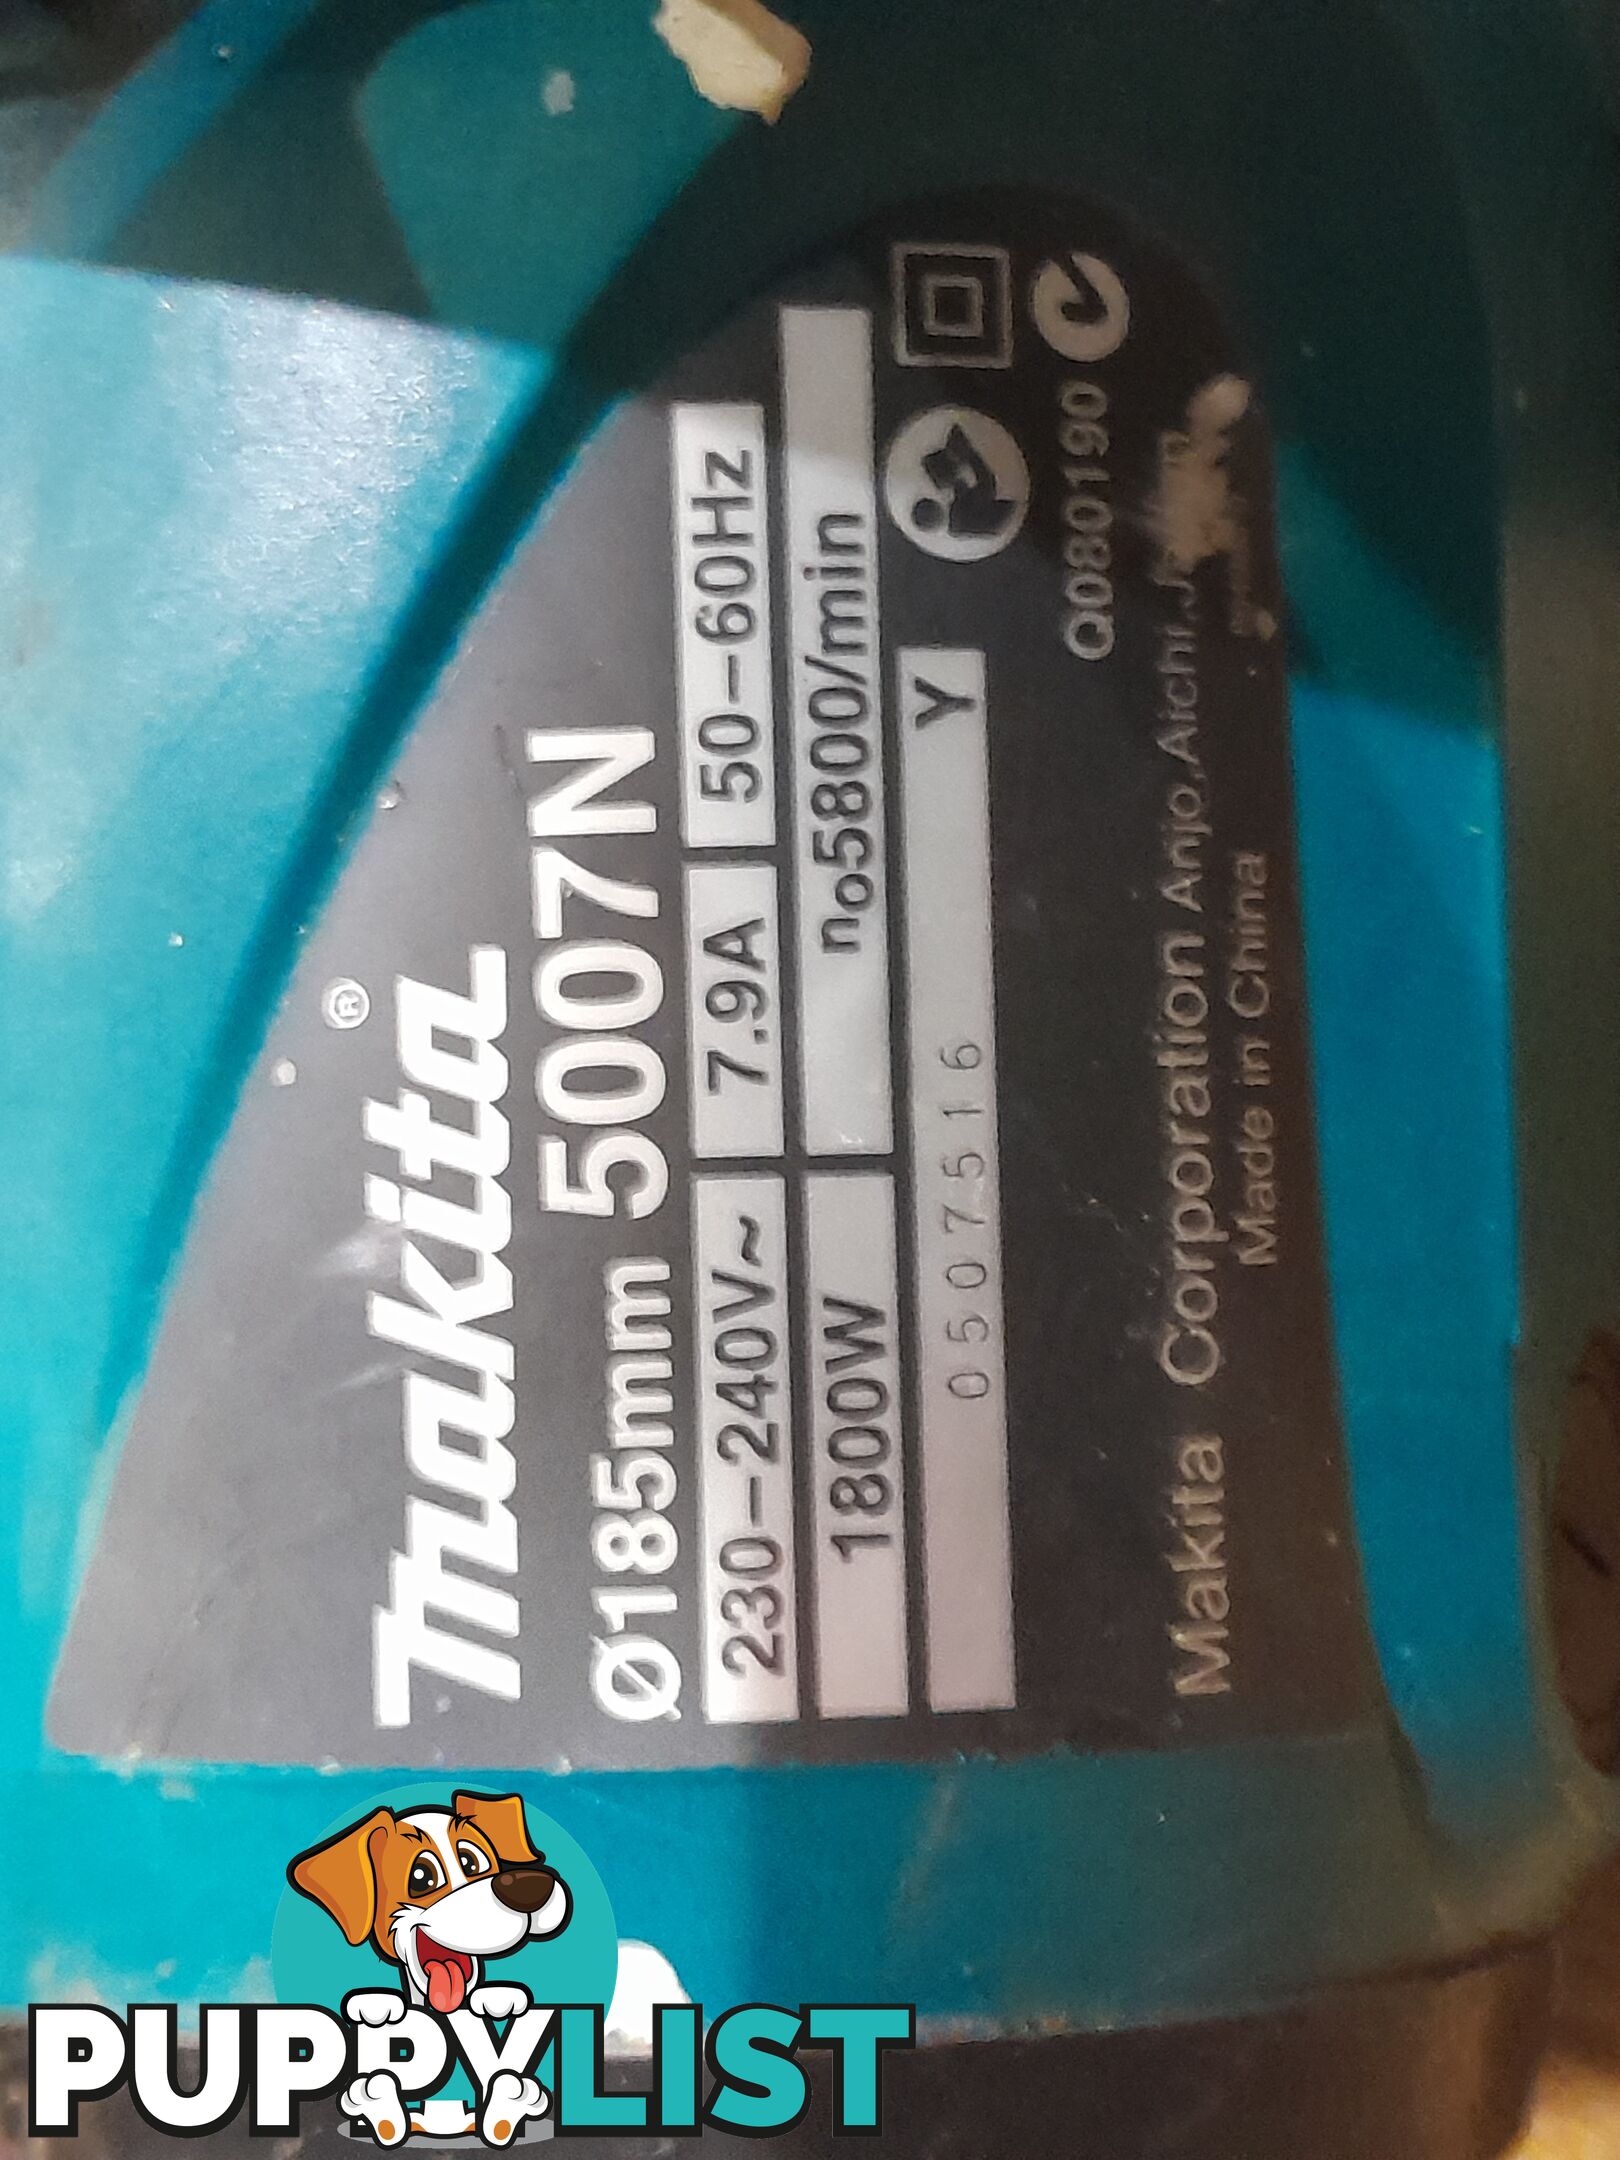 makita®
Ø185mm 5007N
230–240V~ 7.9A 50–60Hz
1800W no5800/min
0507516 Y
Q080190
Makita Corporation Anjo.Aichi.
Made in China
PUPPYLIST